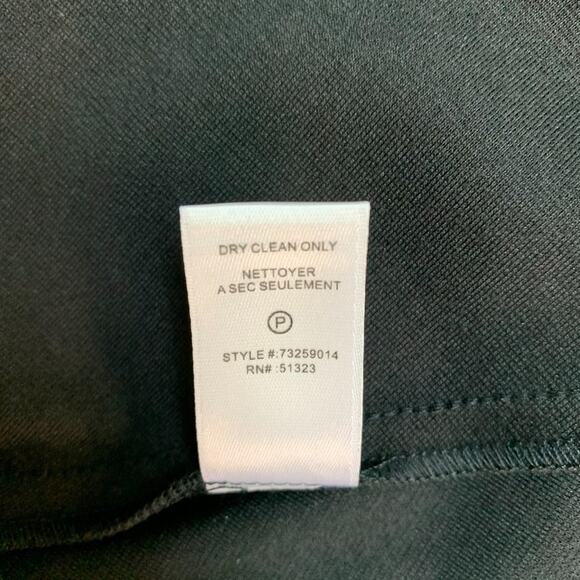 DRY CLEAN ONLY
NETTOYER
A SEC SEULEMENT
P
STYLE #:73259014
RN# :51323